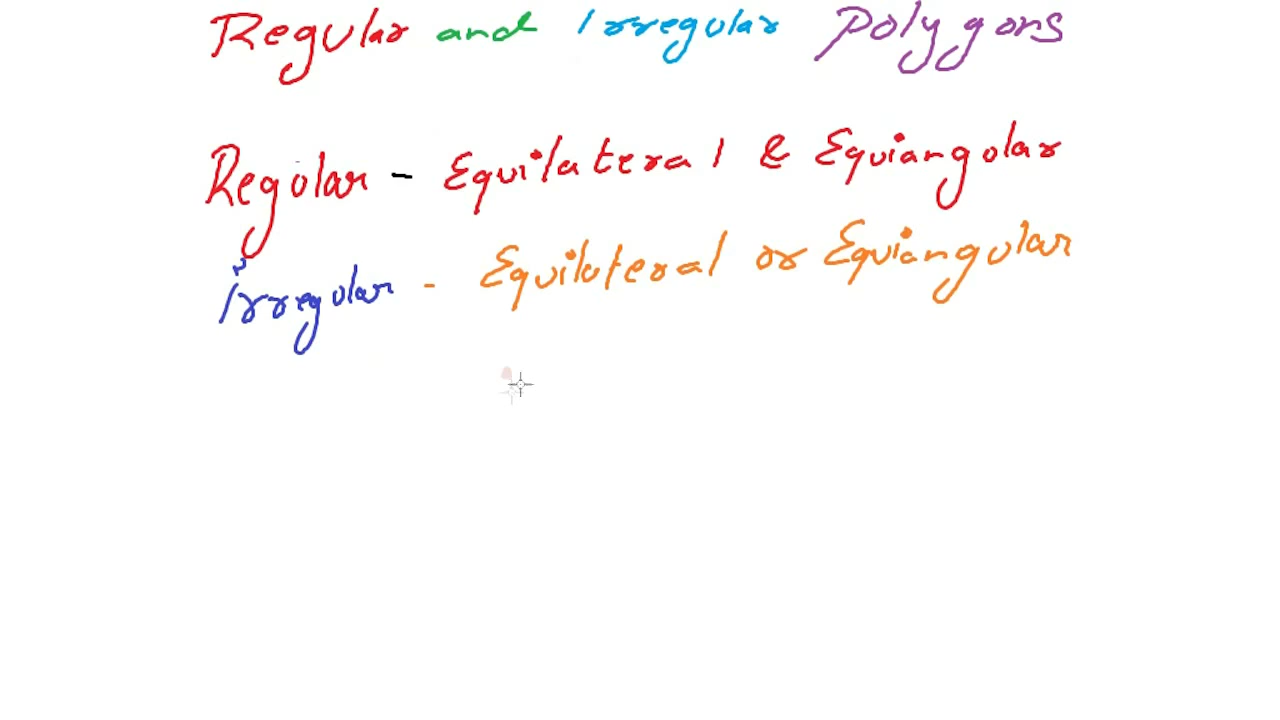 Regular and Irregular Polygons
Regular - Equilateral & Equiangular
Irregular - Equilateral or Equiangular